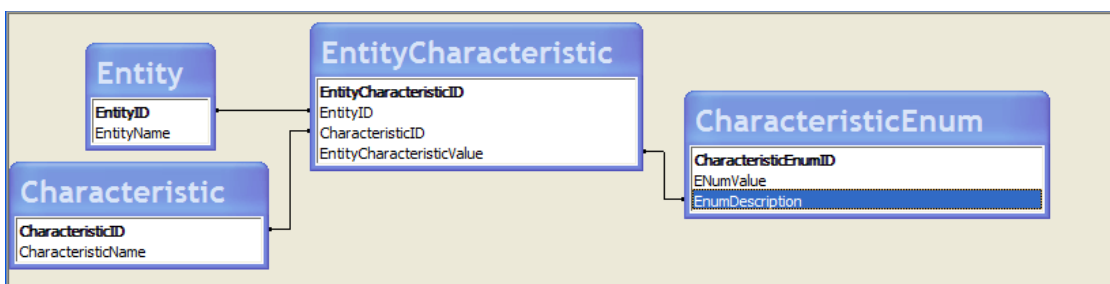 Entity
EntityID
EntityName
EntityCharacteristic
EntityCharacteristicID
EntityID
CharacteristicID
EntityCharacteristicValue
CharacteristicEnum
CharacteristicEnumID
ENumValue
EnumDescription
Characteristic
CharacteristicID
CharacteristicName